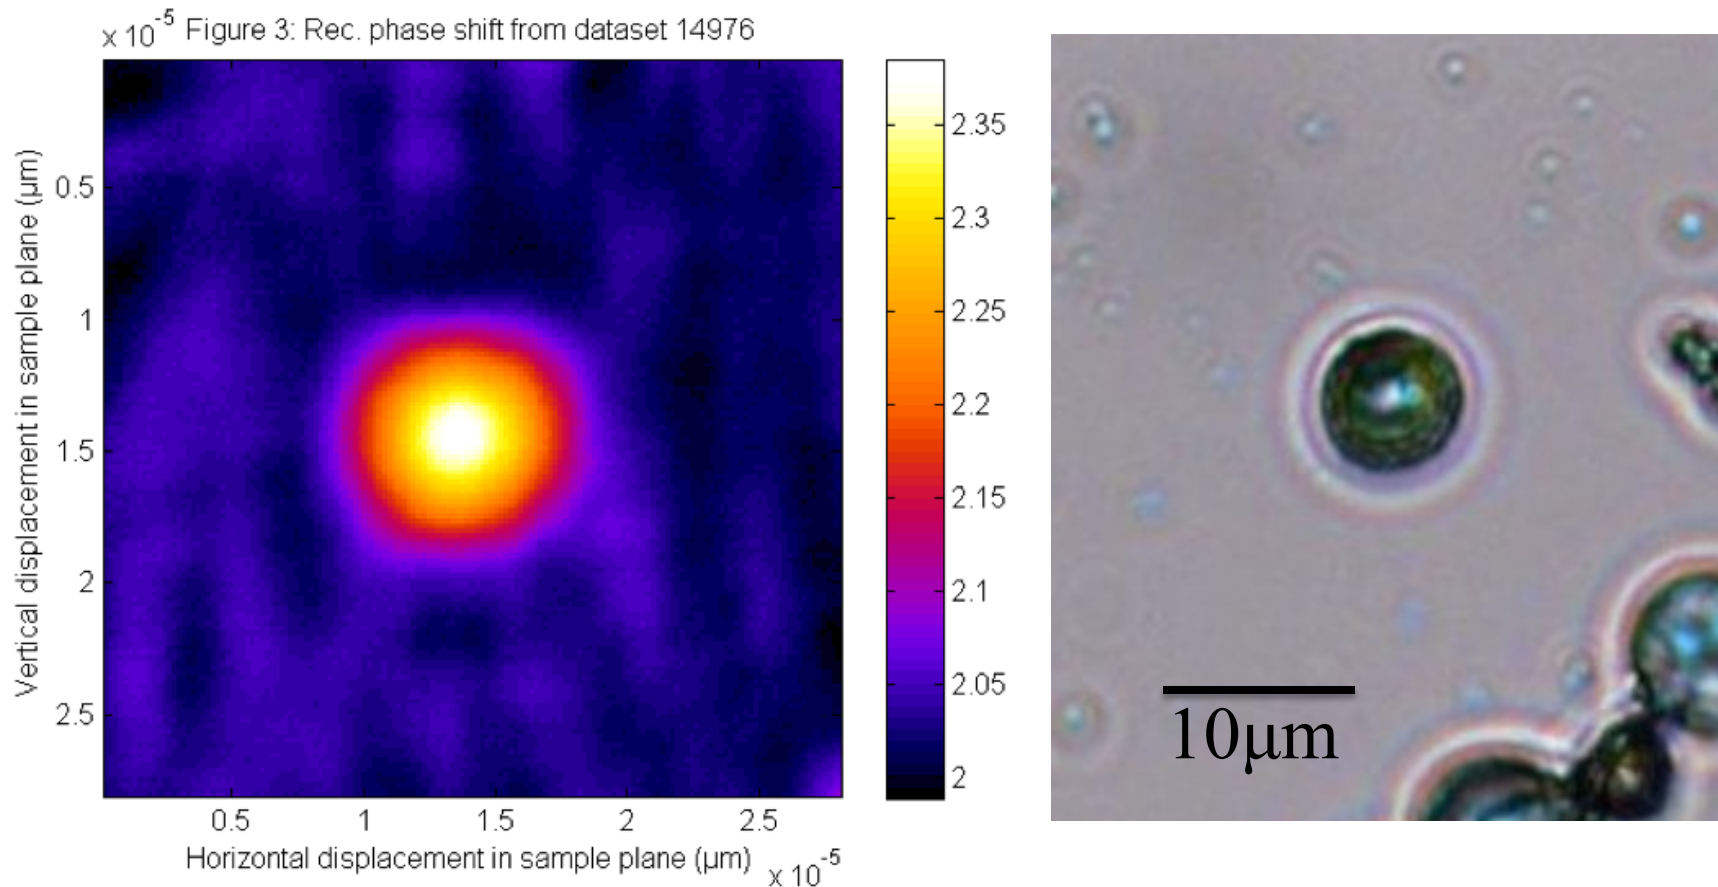 x 10⁻⁵ Figure 3: Rec. phase shift from dataset 14976
Vertical displacement in sample plane (μm)
0.5
1
1.5
2
2.5
0.5 1 1.5 2 2.5
Horizontal displacement in sample plane (μm) x 10⁻⁵
2.35
2.3
2.25
2.2
2.15
2.1
2.05
2
10μm